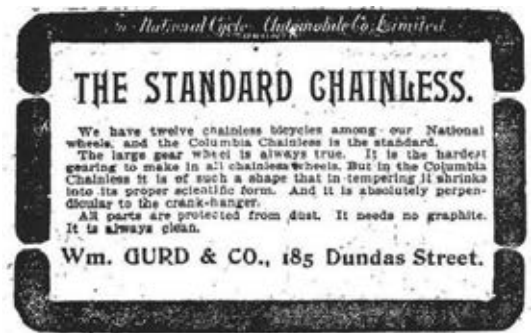 National Cycle & Automobile Co. Limited.
THE STANDARD CHAINLESS.
We have twelve chainless bicycles among our National
wheels, and the Columbia Chainless is the standard.
The large gear wheel is always true. It is the hardest
gearing to make in all chainless wheels. But in the Columbia
Chainless it is of such a shape that in tempering it shrinks
into its proper scientific form. And it is absolutely perpen-
dicular to the crank-hanger.
All parts are protected from dust. It needs no graphite.
It is always clean.
Wm. GURD & CO., 185 Dundas Street.